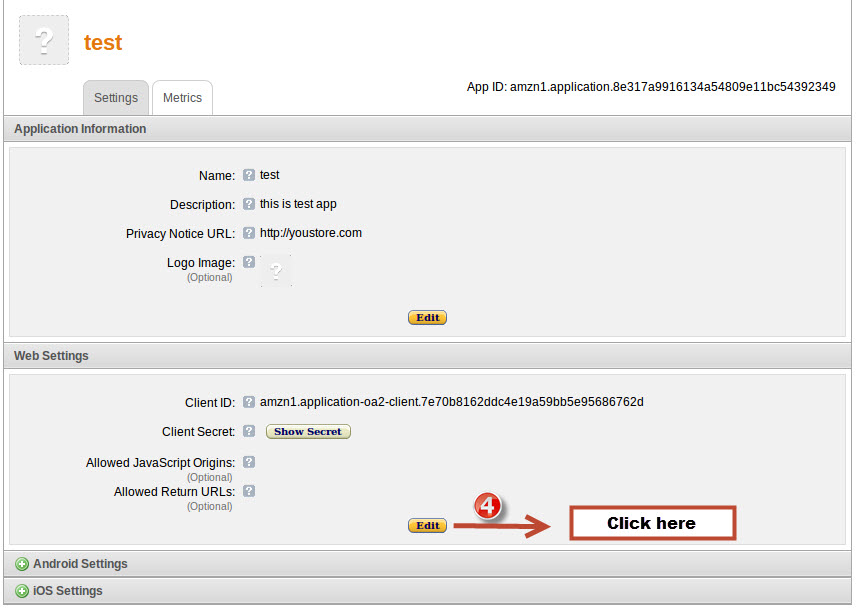 test
Settings
Metrics
App ID: amzn1.application.8e317a9916134a54809e11bc54392349
Application Information
Name: ? test
Description: ? this is test app
Privacy Notice URL: ? http://youstore.com
Logo Image: ? ?
(Optional)
Edit
Web Settings
Client ID: ? amzn1.application-oa2-client.7e70b8162ddc4e19a59bb5e95686762d
Client Secret: ? Show Secret
Allowed JavaScript Origins: ?
(Optional)
Allowed Return URLs: ?
(Optional)
Edit 4 Click here
Android Settings
iOS Settings